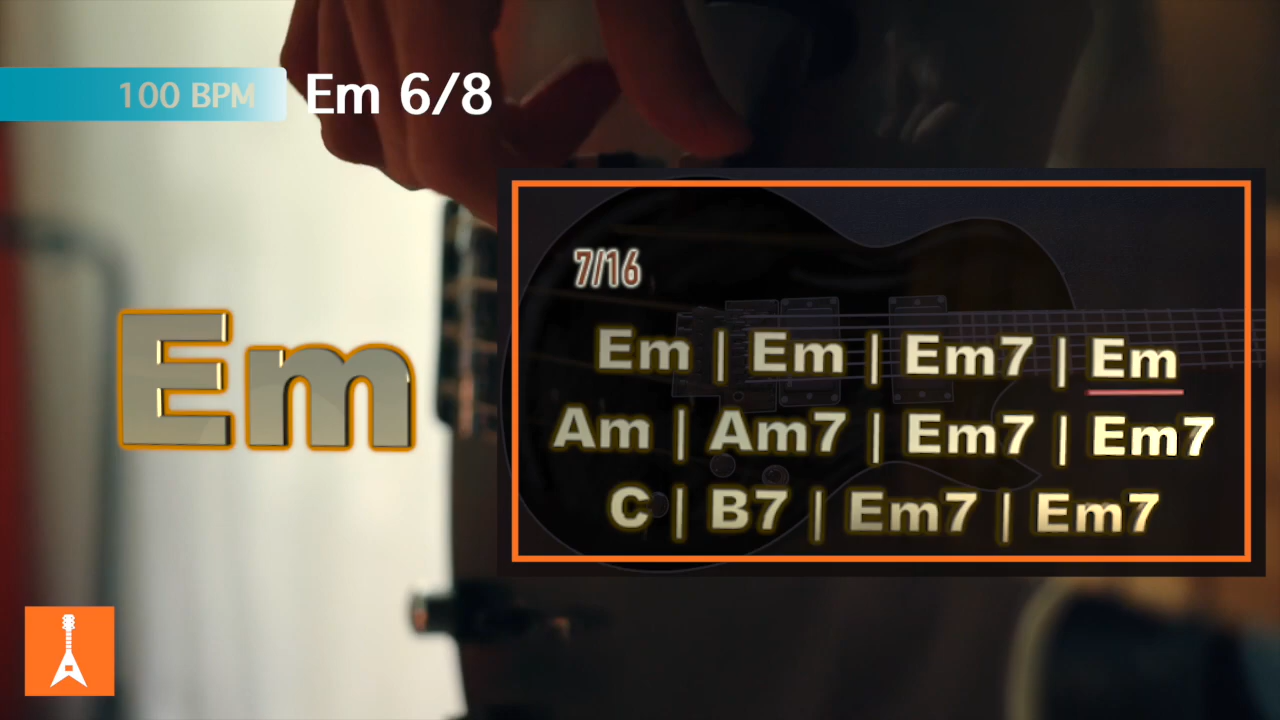 100 BPM Em 6/8
7/16
Em
Em | Em | Em7 | Em
Am | Am7 | Em7 | Em7
C | B7 | Em7 | Em7